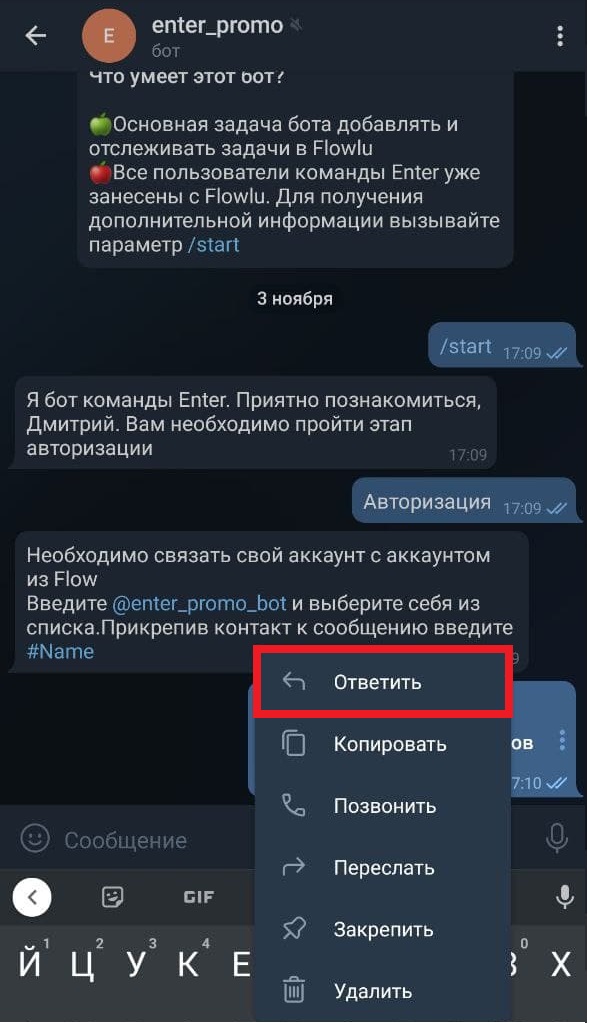 E
enter_promo
бот
Что умеет этот бот?
🍏Основная задача бота добавлять и
отслеживать задачи в Flowlu
🍎Все пользователи команды Enter уже
занесены с Flowlu. Для получения
дополнительной информации вызывайте
параметр /start
3 ноября
/start 17:09
Я бот команды Enter. Приятно познакомиться,
Дмитрий. Вам необходимо пройти этап
авторизации
17:09
Авторизация 17:09
Необходимо связать свой аккаунт с аккаунтом
из Flow
Введите @enter_promo_bot и выберите себя из
списка.Прикрепив контакт к сообщению введите
#Name
9
Ответить
Копировать
ов
7:10
Позвонить
Переслать
Закрепить
Удалить
Сообщение
GIF
Й 1 Ц 2 У 3 К 4 Е 0 Х